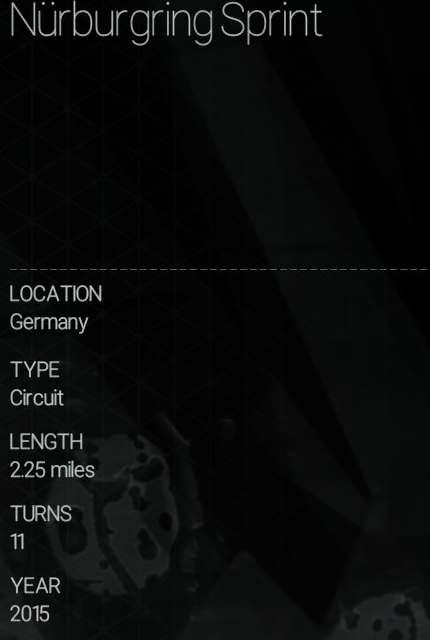 Nürburgring Sprint
LOCATION
Germany
TYPE
Circuit
LENGTH
2.25 miles
TURNS
11
YEAR
2015